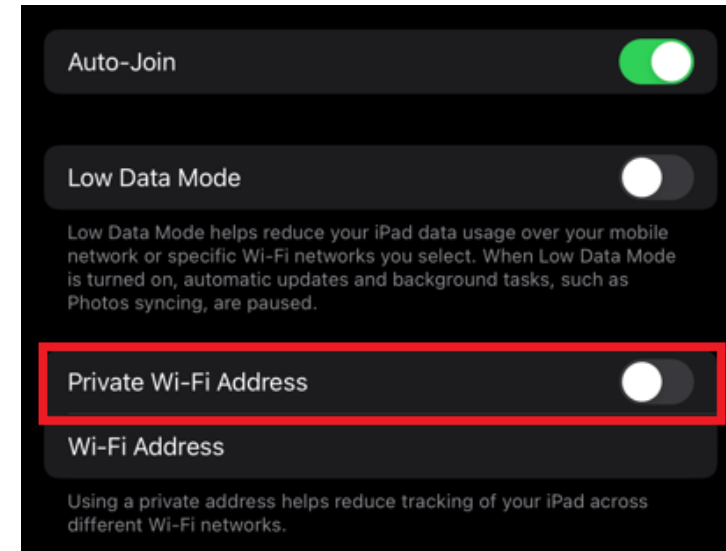 Auto-Join
Low Data Mode
Low Data Mode helps reduce your iPad data usage over your mobile
network or specific Wi-Fi networks you select. When Low Data Mode
is turned on, automatic updates and background tasks, such as
Photos syncing, are paused.
Private Wi-Fi Address
Wi-Fi Address
Using a private address helps reduce tracking of your iPad across
different Wi-Fi networks.